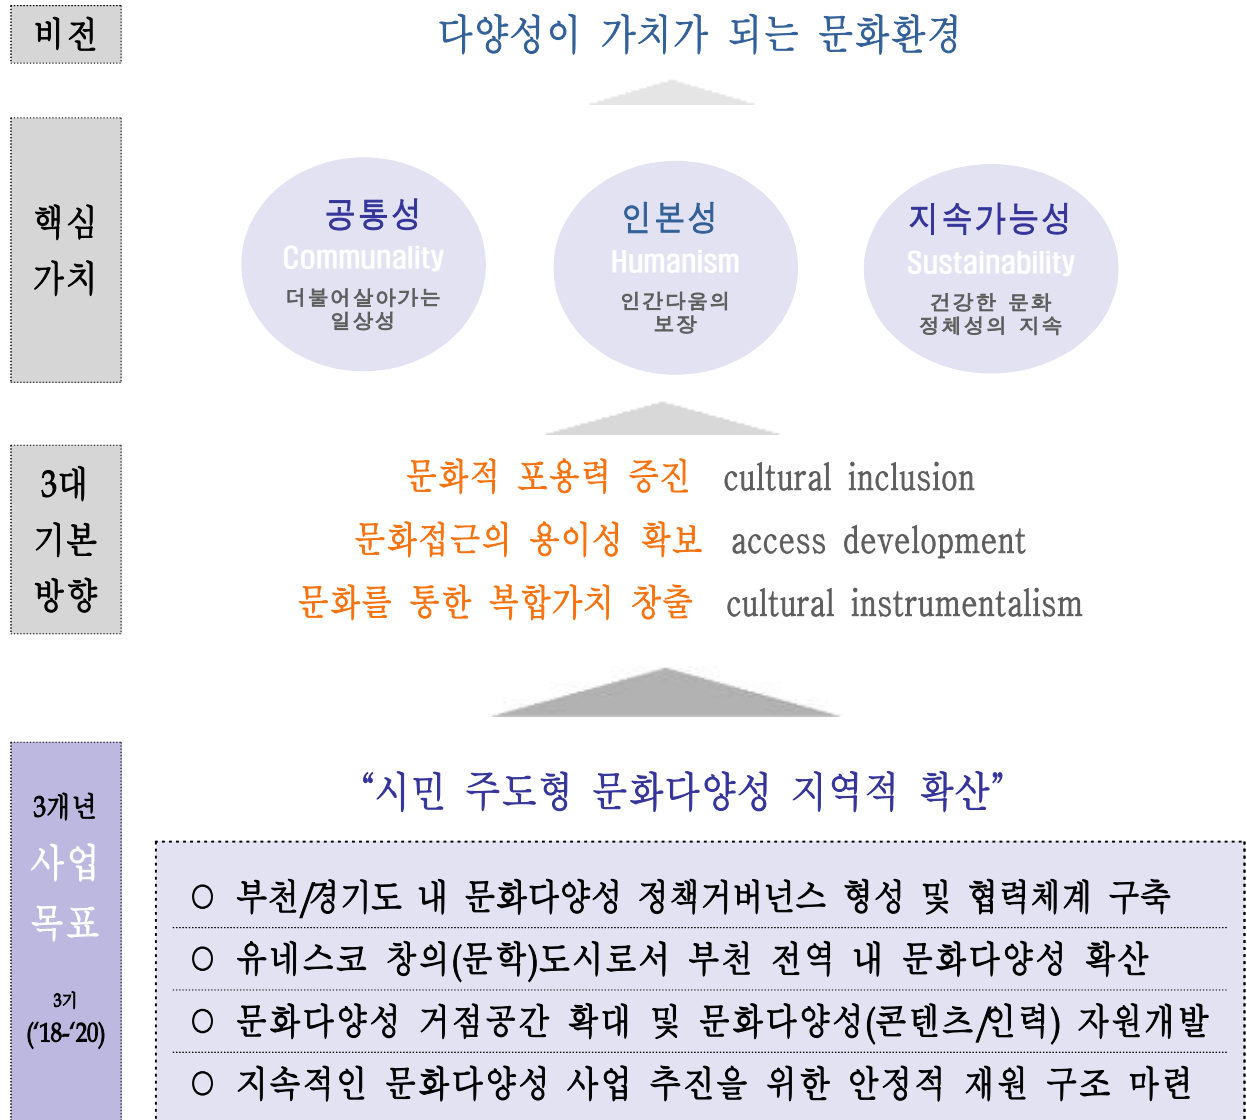 비전
다양성이 가치가 되는 문화환경
핵심
가치
공통성
Communality
더불어살아가는
일상성
인본성
Humanism
인간다움의
보장
지속가능성
Sustainability
건강한 문화
정체성의 지속
3대
기본
방향
문화적 포용력 증진 cultural inclusion
문화접근의 용이성 확보 access development
문화를 통한 복합가치 창출 cultural instrumentalism
3개년
사업
목표
3기
(‘18-‘20)
“시민 주도형 문화다양성 지역적 확산”
○ 부천/경기도 내 문화다양성 정책거버넌스 형성 및 협력체계 구축
○ 유네스코 창의(문학)도시로서 부천 전역 내 문화다양성 확산
○ 문화다양성 거점공간 확대 및 문화다양성(콘텐츠/인력) 자원개발
○ 지속적인 문화다양성 사업 추진을 위한 안정적 재원 구조 마련